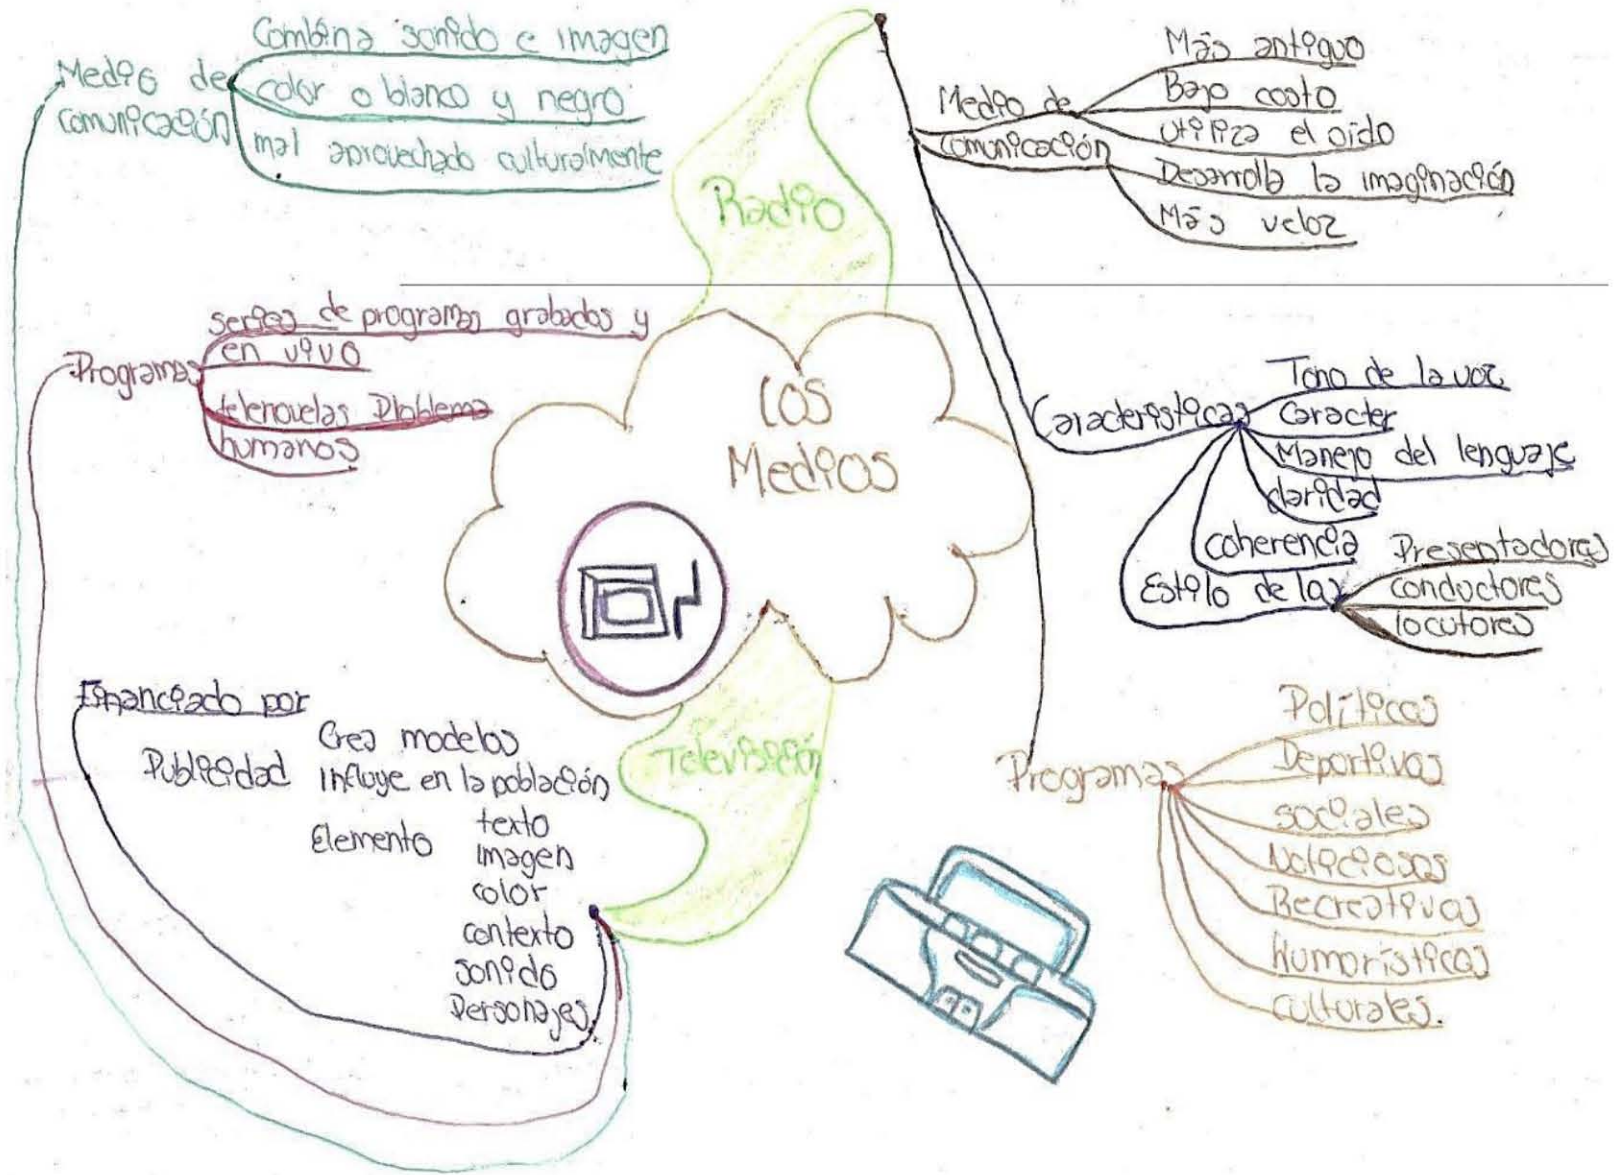 Los
Medios
Radio
Medio de
comunicación
Más antiguo
Bajo costo
utiliza el oído
Desarrolla la imaginación
Más veloz
Caracteristicas
Tono de la voz
Caracter
Manejo del lenguaje
claridad
coherencia
Estilo de las
Presentadores
conductores
locutores
Programas
Políticos
Deportivos
sociales
Noticiosos
Recreativos
Humorísticos
culturales.
Televisión
Medio de
comunicación
Combina sonido e imagen
color o blanco y negro
mal aprovechado culturalmente
Programas
series de programas grabados y
en vivo
telenovelas Problema
humanos
Financiado por
Publicidad
Crea modelos
Influye en la población
Elemento
texto
imagen
color
contexto
sonido
Personajes